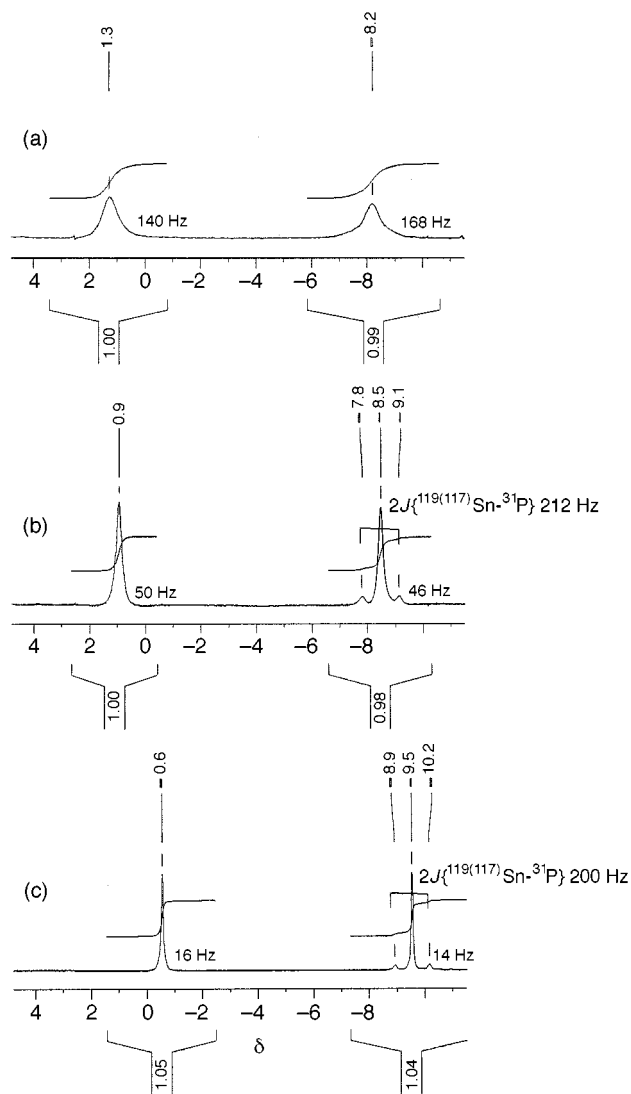 1.3
−8.2
(a)
140 Hz
168 Hz
4 2 0 −2 −4 −6 −8
1.00
0.99
0.9
−7.8
−8.5
−9.1
2J{119(117)Sn-31P} 212 Hz
(b)
50 Hz
46 Hz
4 2 0 −2 −4 −6 −8
1.00
0.98
−0.6
−8.9
−9.5
−10.2
2J{119(117)Sn-31P} 200 Hz
(c)
16 Hz
14 Hz
4 2 0 −2 −4 −6 −8
δ
1.05
1.04